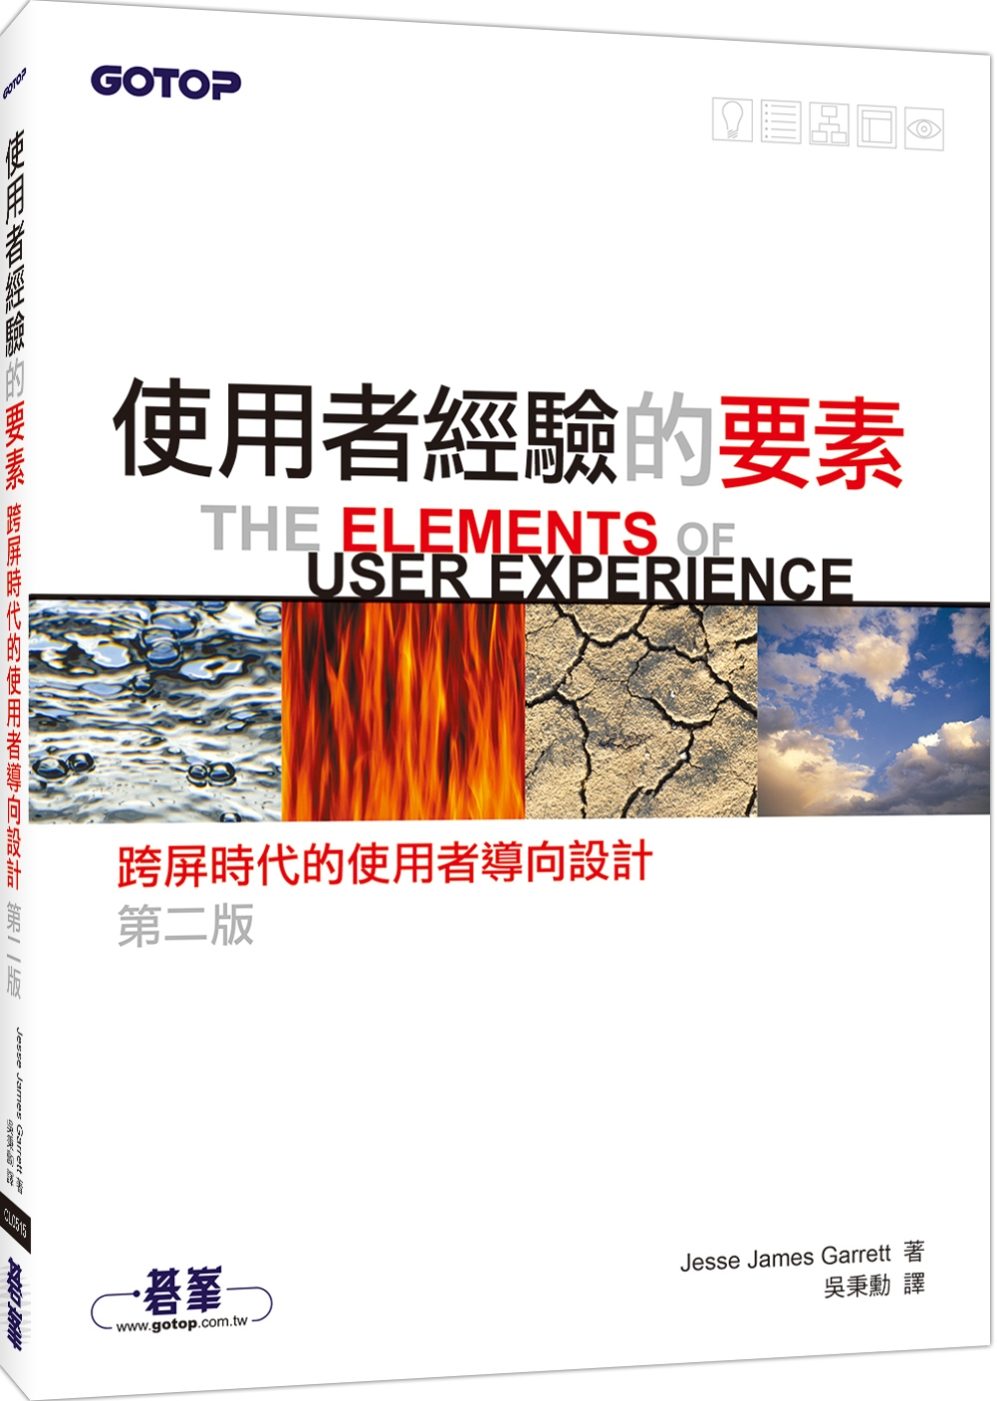 GOTOP
使用者經驗的要素
THE ELEMENTS OF
USER EXPERIENCE
跨屏時代的使用者導向設計
第二版
Jesse James Garrett 著
吳秉勳 譯
碁峯
www.gotop.com.tw
GOTOP
使用者經驗的要素 跨屏時代的使用者導向設計 第二版
Jesse James Garrett 著
吳秉勳 譯
CL0515
碁峯